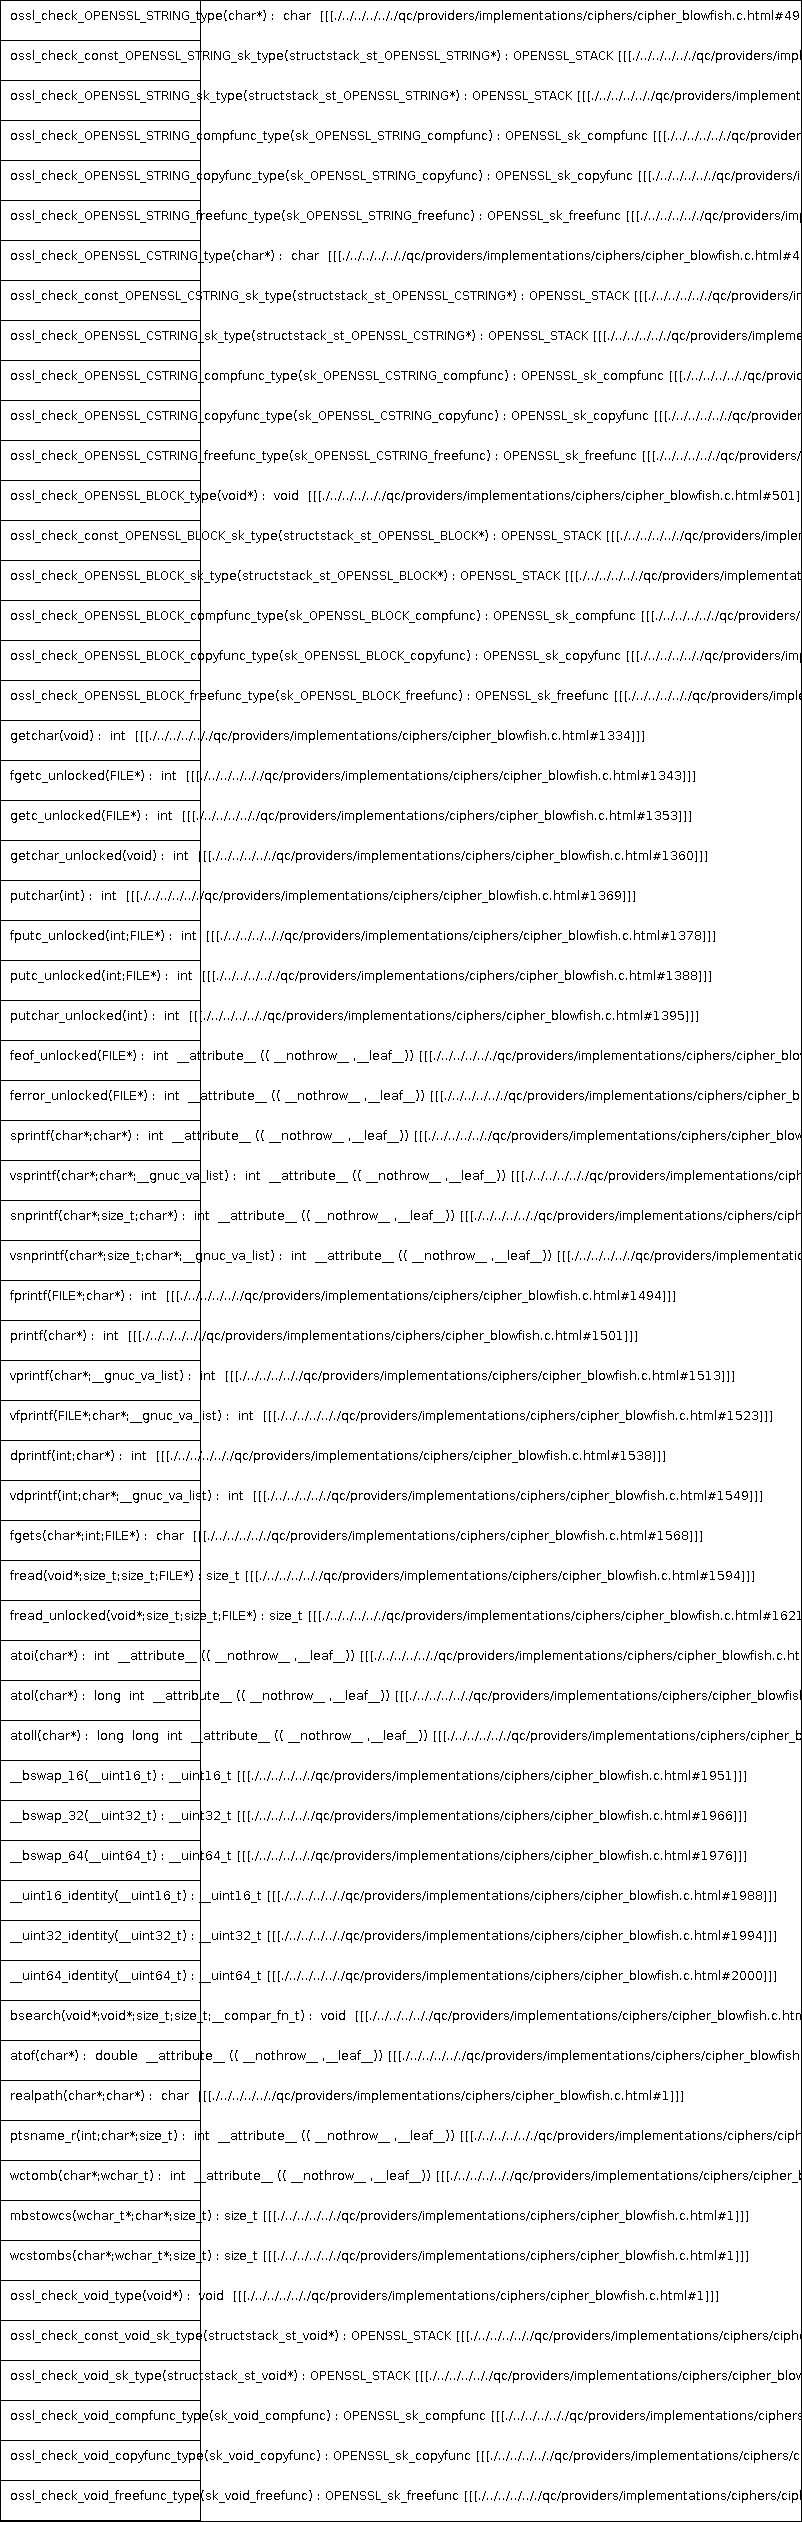 ossl_check_OPENSSL_STRING_type(char*) : char [[[./../../../../qc/providers/implementations/ciphers/cipher_blowfish.c.html#49
ossl_check_const_OPENSSL_STRING_sk_type(structstack_st_OPENSSL_STRING*) : OPENSSL_STACK [[[./../../../../qc/providers/impl
ossl_check_OPENSSL_STRING_sk_type(structstack_st_OPENSSL_STRING*) : OPENSSL_STACK [[[./../../../../qc/providers/implement
ossl_check_OPENSSL_STRING_compfunc_type(sk_OPENSSL_STRING_compfunc) : OPENSSL_sk_compfunc [[[./../../../../qc/provider
ossl_check_OPENSSL_STRING_copyfunc_type(sk_OPENSSL_STRING_copyfunc) : OPENSSL_sk_copyfunc [[[./../../../../qc/providers/i
ossl_check_OPENSSL_STRING_freefunc_type(sk_OPENSSL_STRING_freefunc) : OPENSSL_sk_freefunc [[[./../../../../qc/providers/im
ossl_check_OPENSSL_CSTRING_type(char*) : char [[[./../../../../qc/providers/implementations/ciphers/cipher_blowfish.c.html#4
ossl_check_const_OPENSSL_CSTRING_sk_type(structstack_st_OPENSSL_CSTRING*) : OPENSSL_STACK [[[./../../../../qc/providers/i
ossl_check_OPENSSL_CSTRING_sk_type(structstack_st_OPENSSL_CSTRING*) : OPENSSL_STACK [[[./../../../../qc/providers/impleme
ossl_check_OPENSSL_CSTRING_compfunc_type(sk_OPENSSL_CSTRING_compfunc) : OPENSSL_sk_compfunc [[[./../../../../qc/provid
ossl_check_OPENSSL_CSTRING_copyfunc_type(sk_OPENSSL_CSTRING_copyfunc) : OPENSSL_sk_copyfunc [[[./../../../../qc/provider
ossl_check_OPENSSL_CSTRING_freefunc_type(sk_OPENSSL_CSTRING_freefunc) : OPENSSL_sk_freefunc [[[./../../../../qc/providers/
ossl_check_OPENSSL_BLOCK_type(void*) : void [[[./../../../../qc/providers/implementations/ciphers/cipher_blowfish.c.html#501]
ossl_check_const_OPENSSL_BLOCK_sk_type(structstack_st_OPENSSL_BLOCK*) : OPENSSL_STACK [[[./../../../../qc/providers/implem
ossl_check_OPENSSL_BLOCK_sk_type(structstack_st_OPENSSL_BLOCK*) : OPENSSL_STACK [[[./../../../../qc/providers/implementat
ossl_check_OPENSSL_BLOCK_compfunc_type(sk_OPENSSL_BLOCK_compfunc) : OPENSSL_sk_compfunc [[[./../../../../qc/providers/
ossl_check_OPENSSL_BLOCK_copyfunc_type(sk_OPENSSL_BLOCK_copyfunc) : OPENSSL_sk_copyfunc [[[./../../../../qc/providers/im
ossl_check_OPENSSL_BLOCK_freefunc_type(sk_OPENSSL_BLOCK_freefunc) : OPENSSL_sk_freefunc [[[./../../../../qc/providers/imple
getchar(void) : int [[[./../../../../qc/providers/implementations/ciphers/cipher_blowfish.c.html#1334]]]
fgetc_unlocked(FILE*) : int [[[./../../../../qc/providers/implementations/ciphers/cipher_blowfish.c.html#1343]]]
getc_unlocked(FILE*) : int [[[./../../../../qc/providers/implementations/ciphers/cipher_blowfish.c.html#1353]]]
getchar_unlocked(void) : int [[[./../../../../qc/providers/implementations/ciphers/cipher_blowfish.c.html#1360]]]
putchar(int) : int [[[./../../../../qc/providers/implementations/ciphers/cipher_blowfish.c.html#1369]]]
fputc_unlocked(int;FILE*) : int [[[./../../../../qc/providers/implementations/ciphers/cipher_blowfish.c.html#1378]]]
putc_unlocked(int;FILE*) : int [[[./../../../../qc/providers/implementations/ciphers/cipher_blowfish.c.html#1388]]]
putchar_unlocked(int) : int [[[./../../../../qc/providers/implementations/ciphers/cipher_blowfish.c.html#1395]]]
feof_unlocked(FILE*) : int __attribute__ (( __nothrow__ ,__leaf__)) [[[./../../../../qc/providers/implementations/ciphers/cipher_blow
ferror_unlocked(FILE*) : int __attribute__ (( __nothrow__ ,__leaf__)) [[[./../../../../qc/providers/implementations/ciphers/cipher_b
sprintf(char*;char*) : int __attribute__ (( __nothrow__ ,__leaf__)) [[[./../../../../qc/providers/implementations/ciphers/cipher_blow
vsprintf(char*;char*;__gnuc_va_list) : int __attribute__ (( __nothrow__ ,__leaf__)) [[[./../../../../qc/providers/implementations/ciph
snprintf(char*;size_t;char*) : int __attribute__ (( __nothrow__ ,__leaf__)) [[[./../../../../qc/providers/implementations/ciphers/ciph
vsnprintf(char*;size_t;char*;__gnuc_va_list) : int __attribute__ (( __nothrow__ ,__leaf__)) [[[./../../../../qc/providers/implementatio
fprintf(FILE*;char*) : int [[[./../../../../qc/providers/implementations/ciphers/cipher_blowfish.c.html#1494]]]
printf(char*) : int [[[./../../../../qc/providers/implementations/ciphers/cipher_blowfish.c.html#1501]]]
vprintf(char*;__gnuc_va_list) : int [[[./../../../../qc/providers/implementations/ciphers/cipher_blowfish.c.html#1513]]]
vfprintf(FILE*;char*;__gnuc_va_list) : int [[[./../../../../qc/providers/implementations/ciphers/cipher_blowfish.c.html#1523]]]
dprintf(int;char*) : int [[[./../../../../qc/providers/implementations/ciphers/cipher_blowfish.c.html#1538]]]
vdprintf(int;char*;__gnuc_va_list) : int [[[./../../../../qc/providers/implementations/ciphers/cipher_blowfish.c.html#1549]]]
fgets(char*;int;FILE*) : char [[[./../../../../qc/providers/implementations/ciphers/cipher_blowfish.c.html#1568]]]
fread(void*;size_t;size_t;FILE*) : size_t [[[./../../../../qc/providers/implementations/ciphers/cipher_blowfish.c.html#1594]]]
fread_unlocked(void*;size_t;size_t;FILE*) : size_t [[[./../../../../qc/providers/implementations/ciphers/cipher_blowfish.c.html#1621
atoi(char*) : int __attribute__ (( __nothrow__ ,__leaf__)) [[[./../../../../qc/providers/implementations/ciphers/cipher_blowfish.c.ht
atol(char*) : long int __attribute__ (( __nothrow__ ,__leaf__)) [[[./../../../../qc/providers/implementations/ciphers/cipher_blowfish
atoll(char*) : long long int __attribute__ (( __nothrow__ ,__leaf__)) [[[./../../../../qc/providers/implementations/ciphers/cipher_b
__bswap_16(__uint16_t) : __uint16_t [[[./../../../../qc/providers/implementations/ciphers/cipher_blowfish.c.html#1951]]]
__bswap_32(__uint32_t) : __uint32_t [[[./../../../../qc/providers/implementations/ciphers/cipher_blowfish.c.html#1966]]]
__bswap_64(__uint64_t) : __uint64_t [[[./../../../../qc/providers/implementations/ciphers/cipher_blowfish.c.html#1976]]]
__uint16_identity(__uint16_t) : __uint16_t [[[./../../../../qc/providers/implementations/ciphers/cipher_blowfish.c.html#1988]]]
__uint32_identity(__uint32_t) : __uint32_t [[[./../../../../qc/providers/implementations/ciphers/cipher_blowfish.c.html#1994]]]
__uint64_identity(__uint64_t) : __uint64_t [[[./../../../../qc/providers/implementations/ciphers/cipher_blowfish.c.html#2000]]]
bsearch(void*;void*;size_t;size_t;__compar_fn_t) : void [[[./../../../../qc/providers/implementations/ciphers/cipher_blowfish.c.htm
atof(char*) : double __attribute__ (( __nothrow__ ,__leaf__)) [[[./../../../../qc/providers/implementations/ciphers/cipher_blowfish
realpath(char*;char*) : char [[[./../../../../qc/providers/implementations/ciphers/cipher_blowfish.c.html#1]]]
ptsname_r(int;char*;size_t) : int __attribute__ (( __nothrow__ ,__leaf__)) [[[./../../../../qc/providers/implementations/ciphers/ciph
wctomb(char*;wchar_t) : int __attribute__ (( __nothrow__ ,__leaf__)) [[[./../../../../qc/providers/implementations/ciphers/cipher_b
mbstowcs(wchar_t*;char*;size_t) : size_t [[[./../../../../qc/providers/implementations/ciphers/cipher_blowfish.c.html#1]]]
wcstombs(char*;wchar_t*;size_t) : size_t [[[./../../../../qc/providers/implementations/ciphers/cipher_blowfish.c.html#1]]]
ossl_check_void_type(void*) : void [[[./../../../../qc/providers/implementations/ciphers/cipher_blowfish.c.html#1]]]
ossl_check_const_void_sk_type(structstack_st_void*) : OPENSSL_STACK [[[./../../../../qc/providers/implementations/ciphers/ciphe
ossl_check_void_sk_type(structstack_st_void*) : OPENSSL_STACK [[[./../../../../qc/providers/implementations/ciphers/cipher_blow
ossl_check_void_compfunc_type(sk_void_compfunc) : OPENSSL_sk_compfunc [[[./../../../../qc/providers/implementations/ciphers
ossl_check_void_copyfunc_type(sk_void_copyfunc) : OPENSSL_sk_copyfunc [[[./../../../../qc/providers/implementations/ciphers/c
ossl_check_void_freefunc_type(sk_void_freefunc) : OPENSSL_sk_freefunc [[[./../../../../qc/providers/implementations/ciphers/cipl